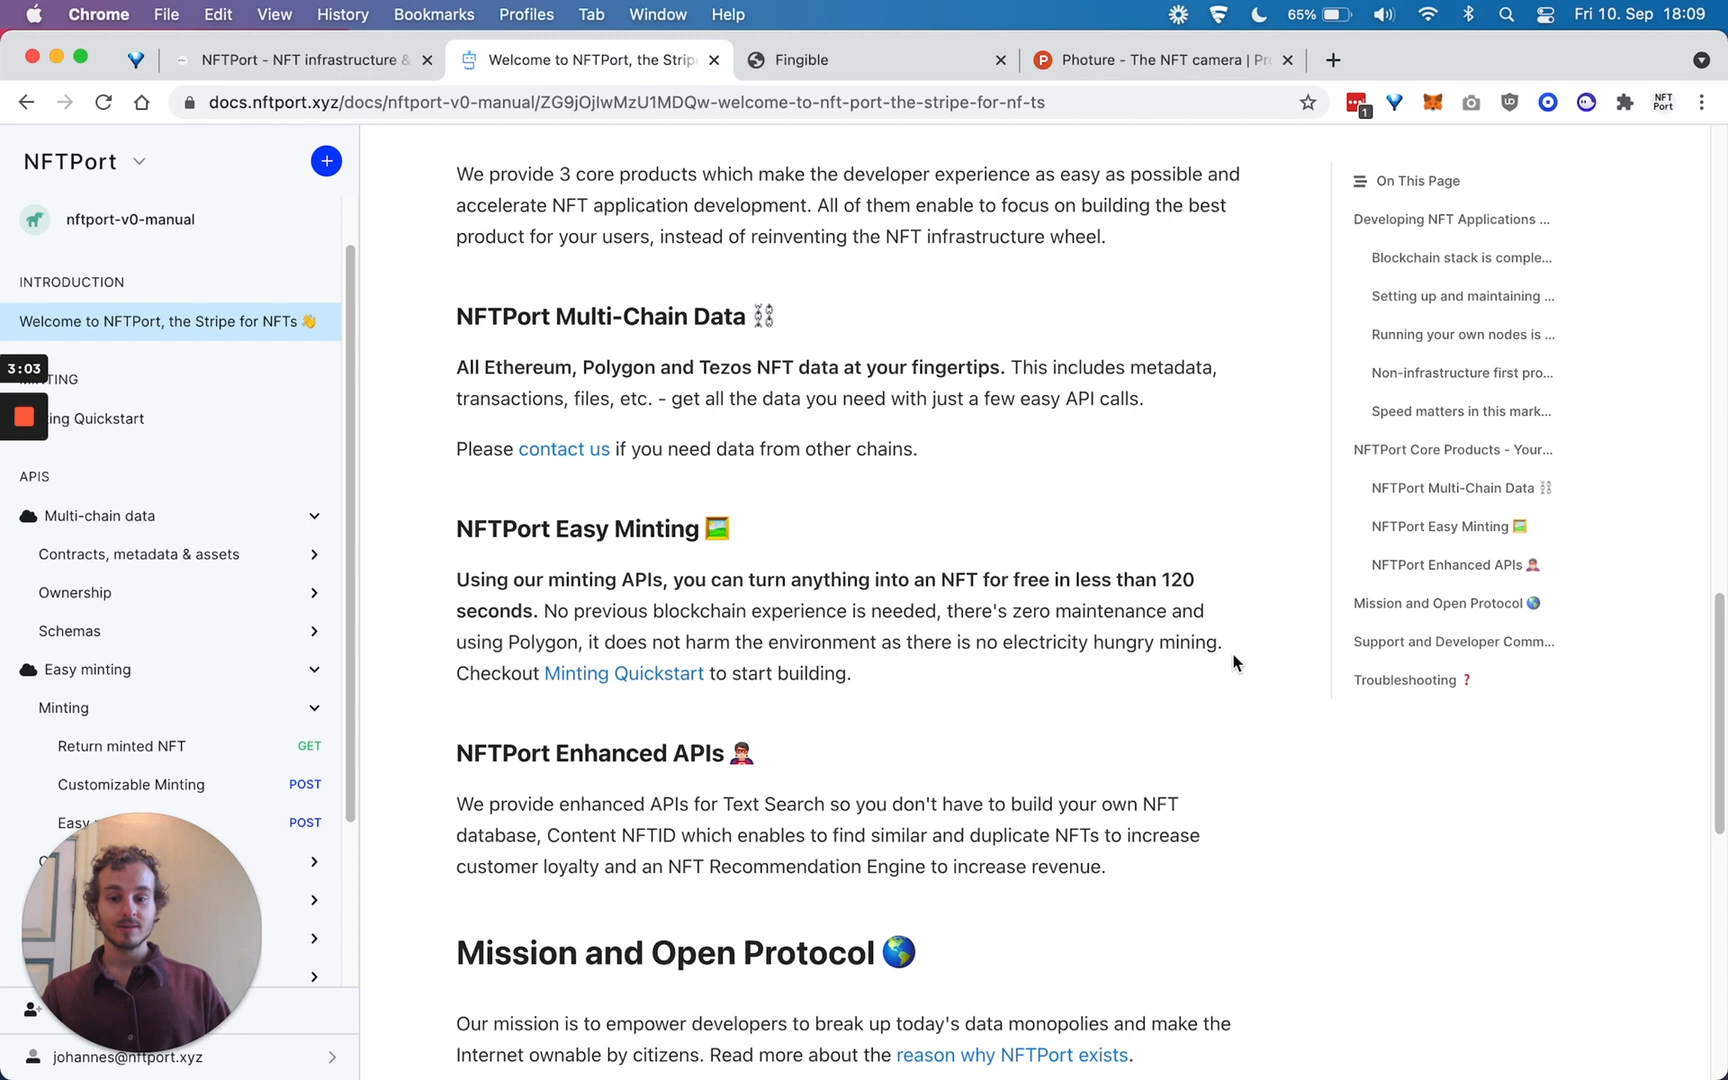 Chrome File Edit View History Bookmarks Profiles Tab Window Help 65% Fri 10. Sep 18:09
NFTPort - NFT infrastructure & Welcome to NFTPort, the Strip Fingible Photure - The NFT camera | Pr
docs.nftport.xyz/docs/nftport-v0-manual/ZG9jOjIwMzU1MDQw-welcome-to-nft-port-the-stripe-for-nf-ts 1 NFT Port
NFTPort
nftport-v0-manual
INTRODUCTION
Welcome to NFTPort, the Stripe for NFTs 👋
3:03
NTING
ing Quickstart
APIS
Multi-chain data
Contracts, metadata & assets
Ownership
Schemas
Easy minting
Minting
Return minted NFT GET
Customizable Minting POST
Easy POST
johannes@nftport.xyz
We provide 3 core products which make the developer experience as easy as possible and
accelerate NFT application development. All of them enable to focus on building the best
product for your users, instead of reinventing the NFT infrastructure wheel.
NFTPort Multi-Chain Data ⛓
All Ethereum, Polygon and Tezos NFT data at your fingertips. This includes metadata,
transactions, files, etc. - get all the data you need with just a few easy API calls.
Please contact us if you need data from other chains.
NFTPort Easy Minting 🖼
Using our minting APIs, you can turn anything into an NFT for free in less than 120
seconds. No previous blockchain experience is needed, there's zero maintenance and
using Polygon, it does not harm the environment as there is no electricity hungry mining.
Checkout Minting Quickstart to start building.
NFTPort Enhanced APIs 🦹
We provide enhanced APIs for Text Search so you don't have to build your own NFT
database, Content NFTID which enables to find similar and duplicate NFTs to increase
customer loyalty and an NFT Recommendation Engine to increase revenue.
Mission and Open Protocol 🌎
Our mission is to empower developers to break up today's data monopolies and make the
Internet ownable by citizens. Read more about the reason why NFTPort exists.
On This Page
Developing NFT Applications ...
Blockchain stack is comple...
Setting up and maintaining ...
Running your own nodes is ...
Non-infrastructure first pro...
Speed matters in this mark...
NFTPort Core Products - Your...
NFTPort Multi-Chain Data ⛓
NFTPort Easy Minting 🖼
NFTPort Enhanced APIs 🦹
Mission and Open Protocol 🌎
Support and Developer Comm...
Troubleshooting ❓